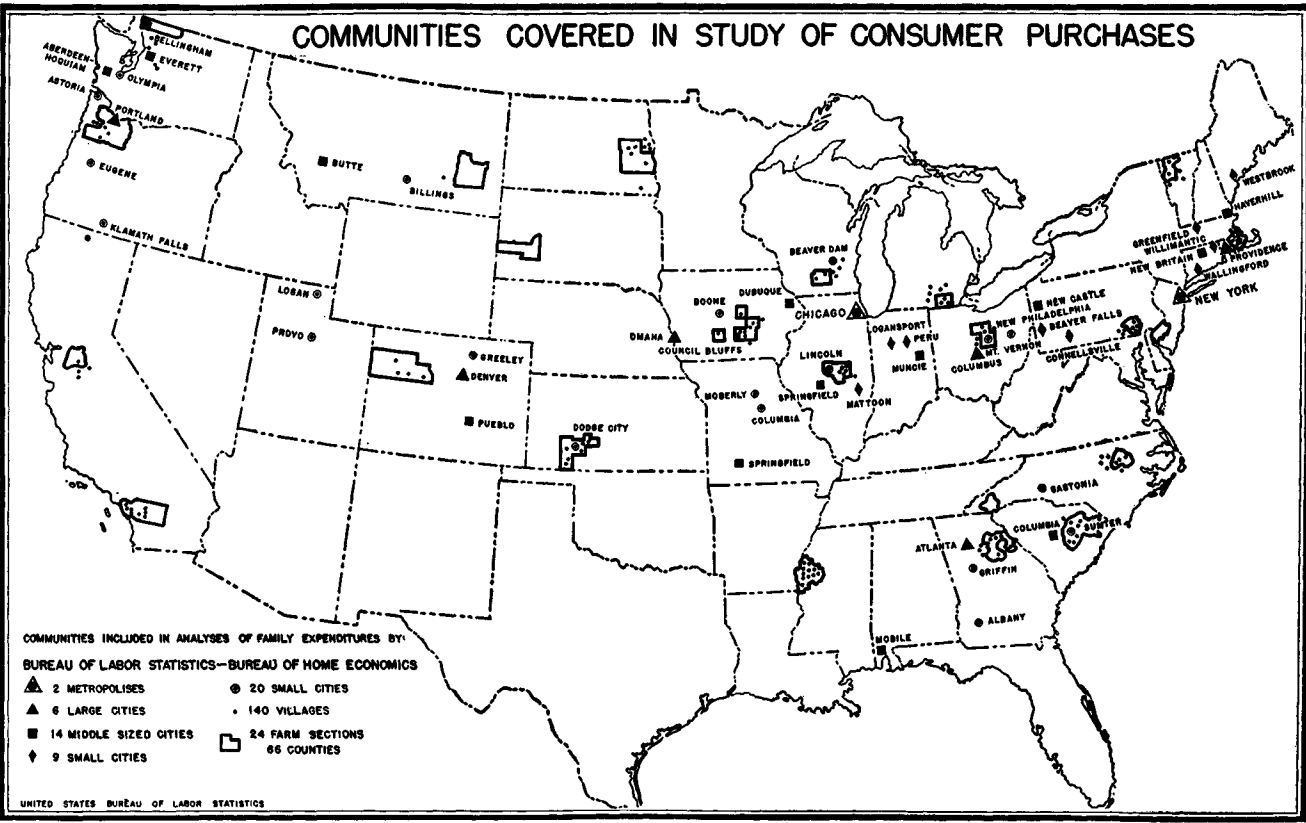 COMMUNITIES COVERED IN STUDY OF CONSUMER PURCHASES
BELLINGHAM
ABERDEEN-
HOQUIAM
EVERETT
OLYMPIA
ASTORIA
PORTLAND
EUGENE
KLAMATH FALLS
BUTTE
BILLINGS
LOGAN
PROVO
GREELEY
DENVER
PUEBLO
DODGE CITY
OMAHA
COUNCIL BLUFFS
BOONE
DUBUQUE
BEAVER DAM
CHICAGO
LOGANSPORT
PERU
MUNCIE
LINCOLN
SPRINGFIELD
MATTOON
MOBERLY
COLUMBIA
SPRINGFIELD
NEW CASTLE
NEW PHILADELPHIA
BEAVER FALLS
MT. VERNON
COLUMBUS
CONNELLSVILLE
WESTBROOK
HAVERHILL
GREENFIELD
WILLIMANTIC
NEW BRITAIN
PROVIDENCE
WALLINGFORD
NEW YORK
GASTONIA
COLUMBIA
SUMTER
ATLANTA
GRIFFIN
ALBANY
MOBILE
COMMUNITIES INCLUDED IN ANALYSES OF FAMILY EXPENDITURES BY:
BUREAU OF LABOR STATISTICS—BUREAU OF HOME ECONOMICS
2 METROPOLISES
20 SMALL CITIES
6 LARGE CITIES
140 VILLAGES
14 MIDDLE SIZED CITIES
24 FARM SECTIONS
66 COUNTIES
9 SMALL CITIES
UNITED STATES BUREAU OF LABOR STATISTICS